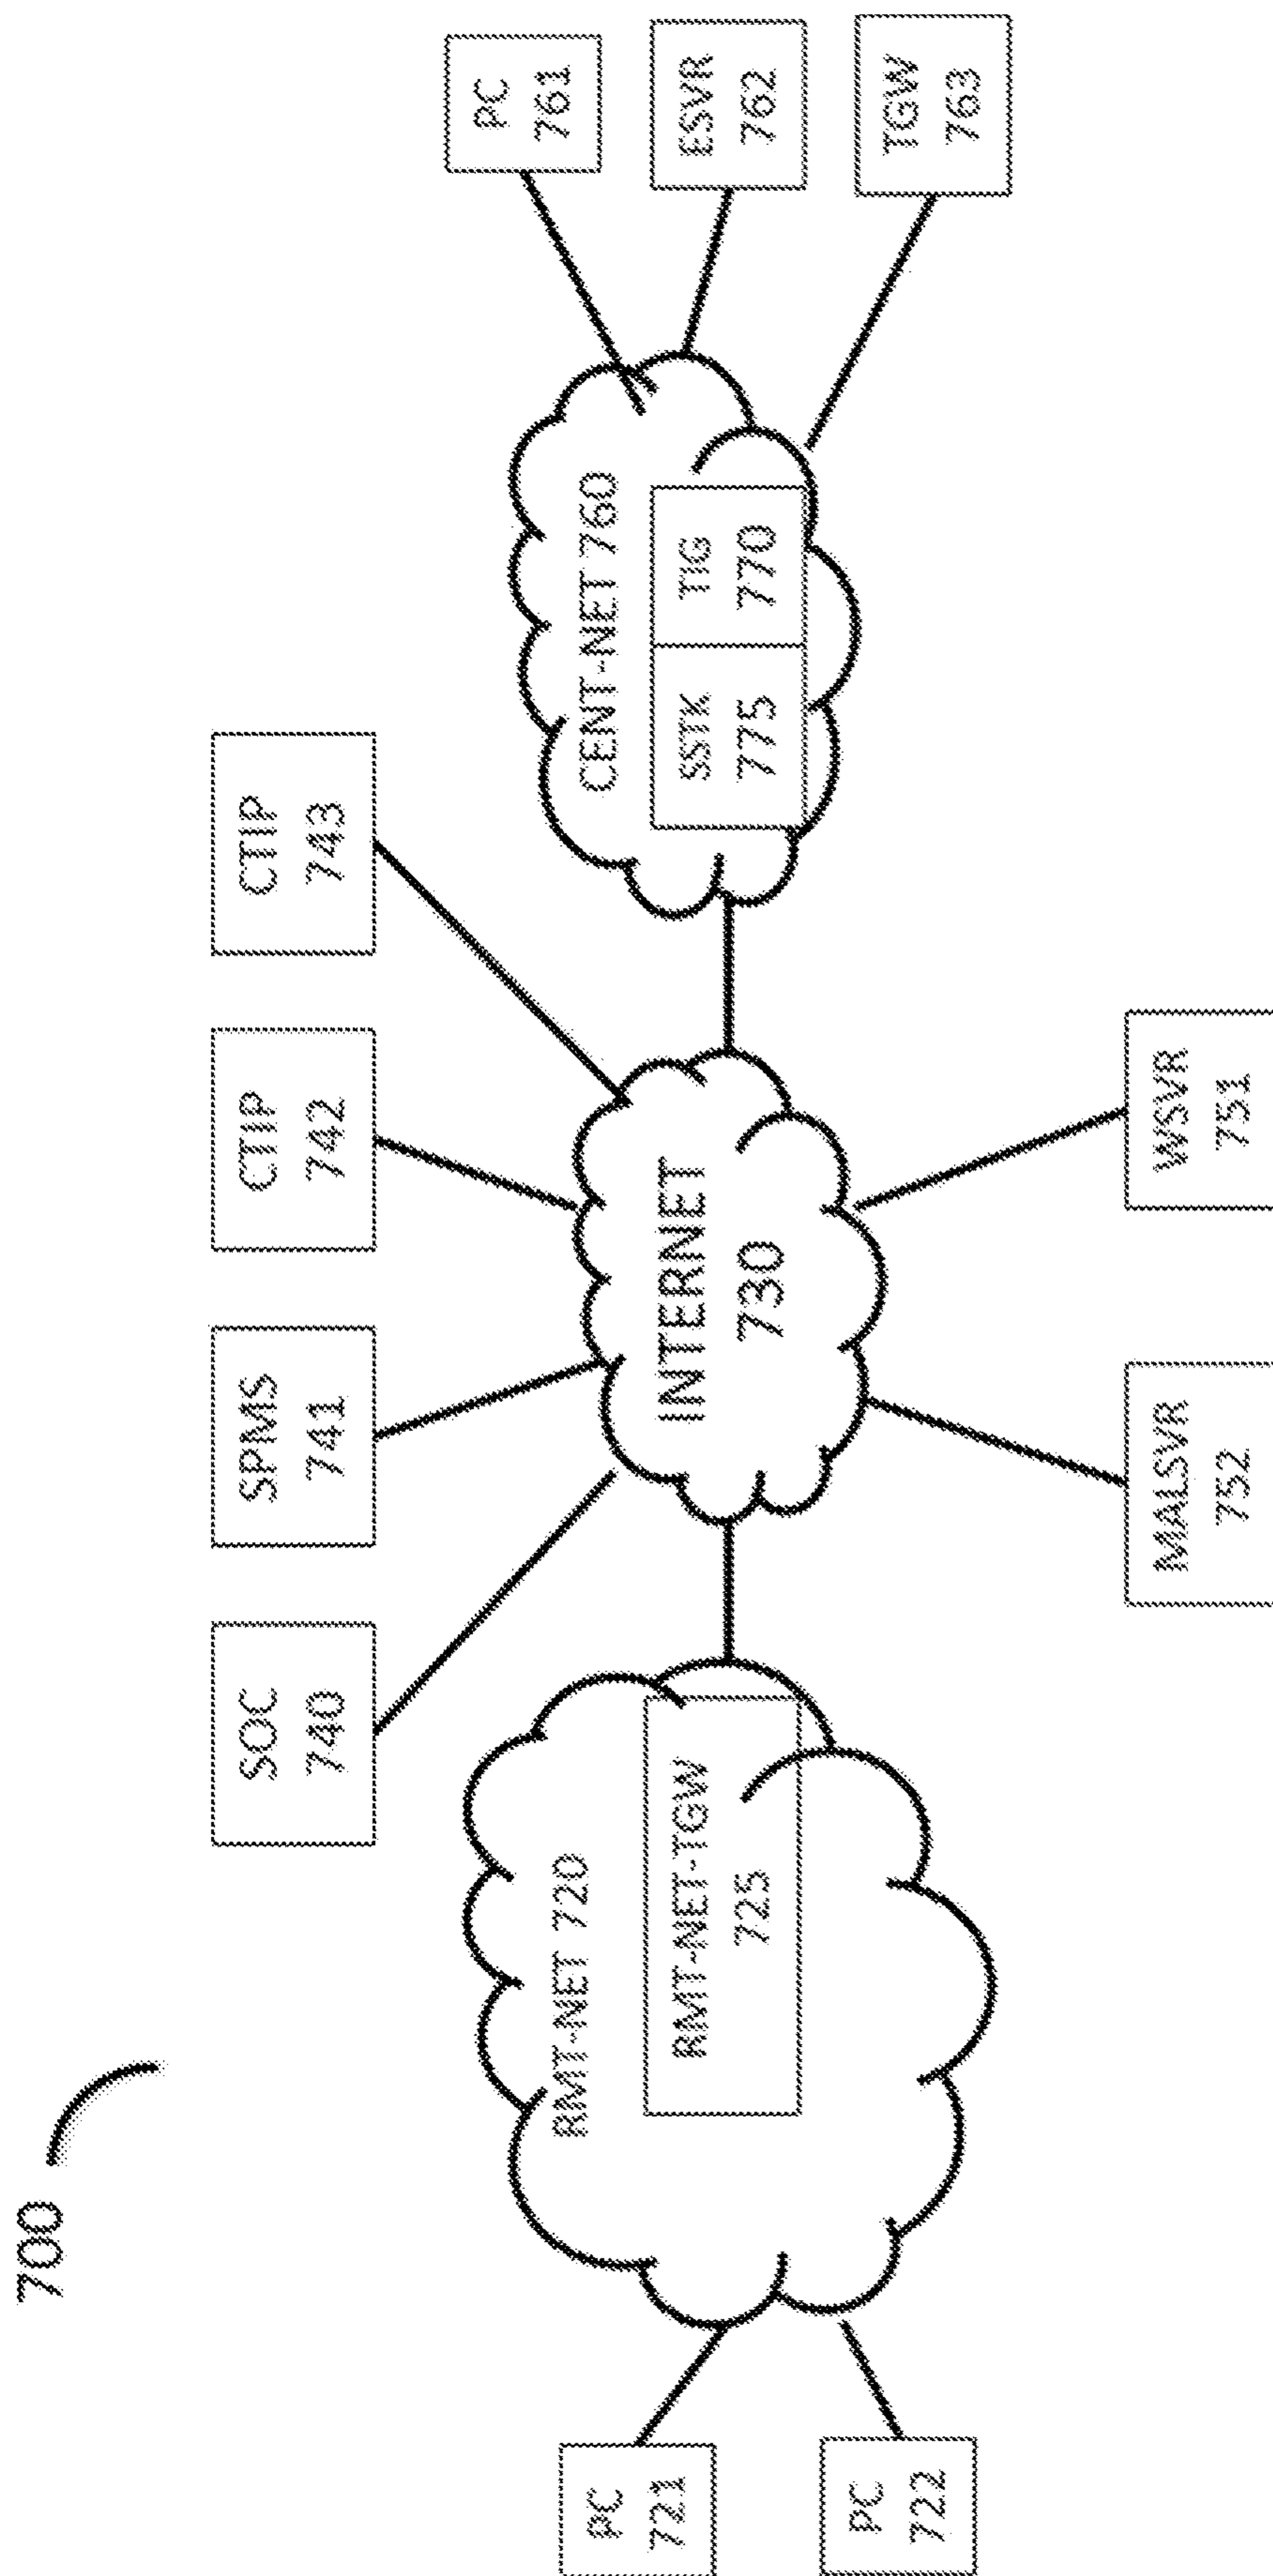 700
SOC
740
SPMS
741
CTIP
742
CTIP
743
PC
721
PC
722
RMT-NET 720
RMT-NET-TGW
725
INTERNET
730
CENT-NET 760
SSTK
775
TIG
770
PC
761
ESVR
762
TGW
763
MALSVR
752
WSVR
751